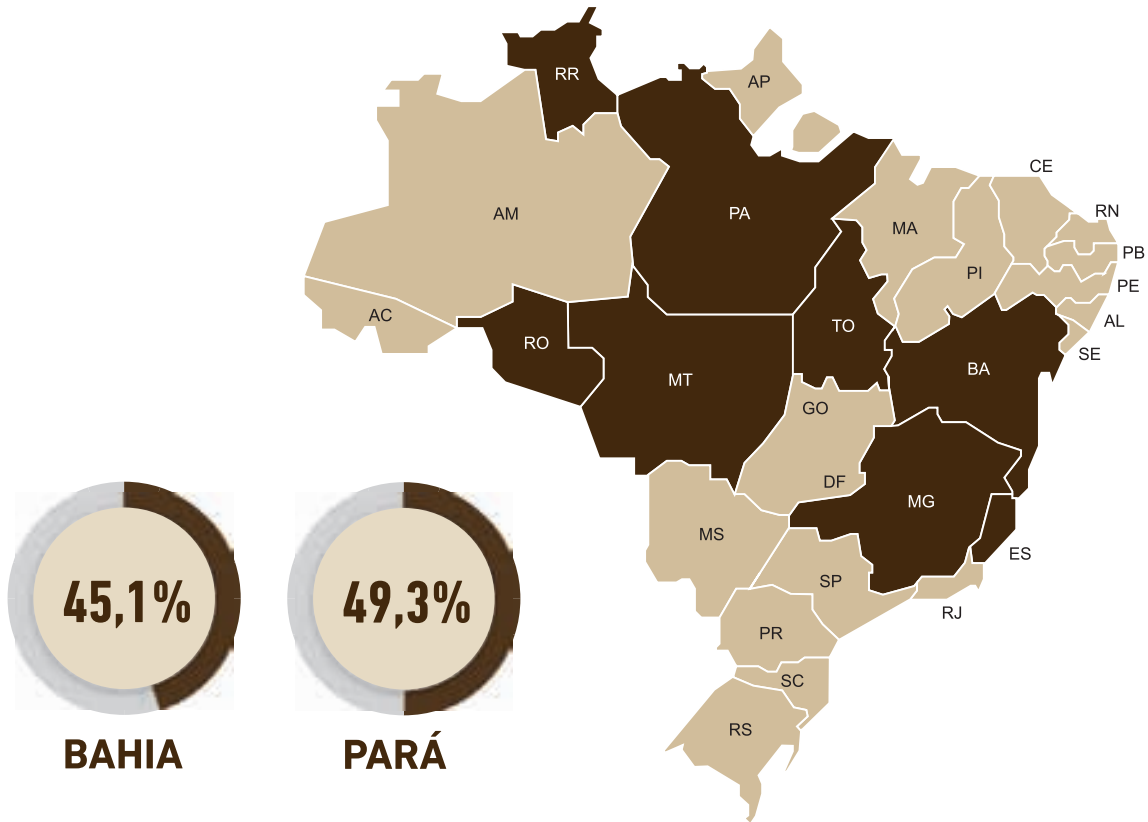 RR
AP
CE
RN
AM
PA
MA
PB
PI
PE
AC
TO
AL
RO
SE
MT
BA
GO
DF
MG
MS
ES
SP
RJ
PR
SC
RS
45,1%
49,3%
BAHIA
PARÁ